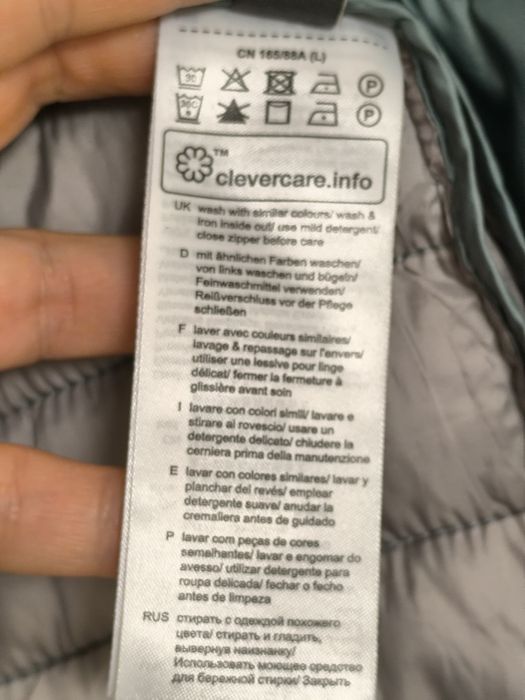 CN 165/88A (L)
30 P
30C P
TM
clevercare.info
UK wash with similar colours/ wash &
iron inside out/ use mild detergent/
close zipper before care
D mit ähnlichen Farben waschen/
von links waschen und bügeln/
Feinwaschmittel verwenden/
Reißverschluss vor der Pflege
schließen
F laver avec couleurs similaires/
lavage & repassage sur l'envers/
utiliser une lessive pour linge
délicat/ fermer la fermeture à
glissière avant soin
I lavare con colori simili/ lavare e
stirare al rovescio/ usare un
detergente delicato/ chiudere la
cerniera prima della manutenzione
E lavar con colores similares/ lavar y
planchar del revés/ emplear
detergente suave/ anudar la
cremallera antes de guidado
P lavar com peças de cores
semelhantes/ lavar e engomar do
avesso/ utilizar detergente para
roupa delicada/ fechar o fecho
antes de limpeza
RUS стирать с одеждой похожего
цвета/ стирать и гладить,
вывернув наизнанку/
Использовать моющее средство
для бережной стирки/ Закрыть